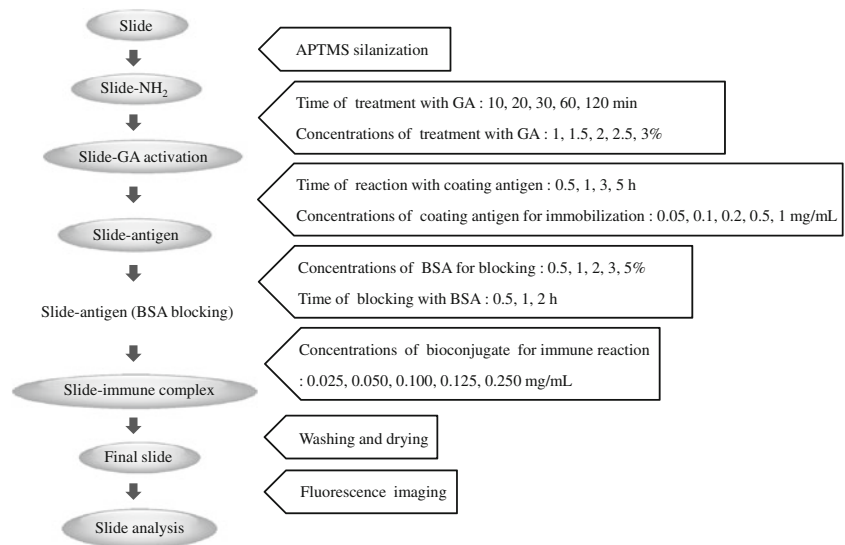 Slide
APTMS silanization
Slide-NH₂
Time of treatment with GA : 10, 20, 30, 60, 120 min
Concentrations of treatment with GA : 1, 1.5, 2, 2.5, 3%
Slide-GA activation
Time of reaction with coating antigen : 0.5, 1, 3, 5 h
Concentrations of coating antigen for immobilization : 0.05, 0.1, 0.2, 0.5, 1 mg/mL
Slide-antigen
Concentrations of BSA for blocking : 0.5, 1, 2, 3, 5%
Time of blocking with BSA : 0.5, 1, 2 h
Slide-antigen (BSA blocking)
Concentrations of bioconjugate for immune reaction
: 0.025, 0.050, 0.100, 0.125, 0.250 mg/mL
Slide-immune complex
Washing and drying
Final slide
Fluorescence imaging
Slide analysis